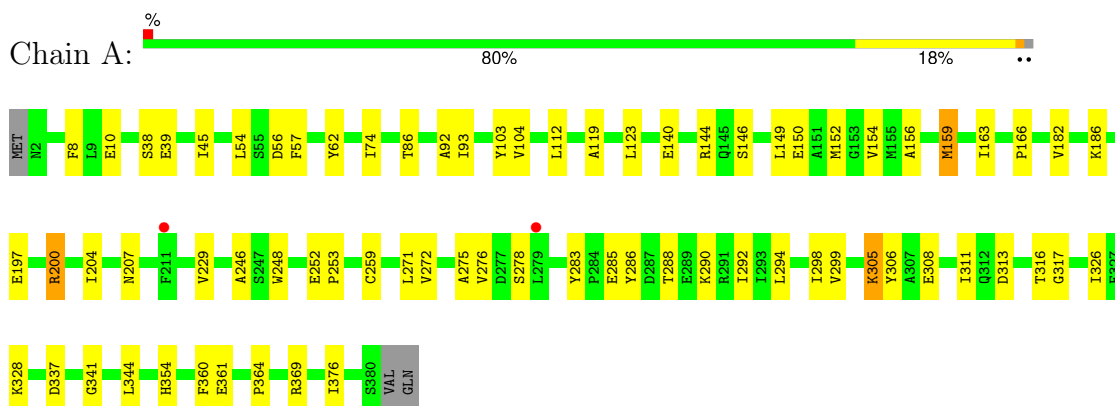 %
Chain A:
80% 18% ••
MET N2 F8 L9 E10 S38 E39 I45 L54 S55 D56 F57 Y62 I74 T86 A92 I93 Y103 V104 L112 A119 L123 E140 R144 Q145 S146 L149 E150 A151 M152 G153 V154 M155 A156 M159 I163 P166 V182 K186
E197 R200 I204 N207 F211 V229 A246 S247 W248 E252 P253 C259 L271 V272 A275 V276 D277 S278 L279 Y283 P284 E285 Y286 D287 T288 E289 K290 R291 I292 I293 L294 I298 V299 K305 Y306 A307 E308 I311 Q312 D313 T316 G317 I326 E327
K328 D337 G341 L344 H354 F360 E361 P364 R369 I376 S380 VAL GLN